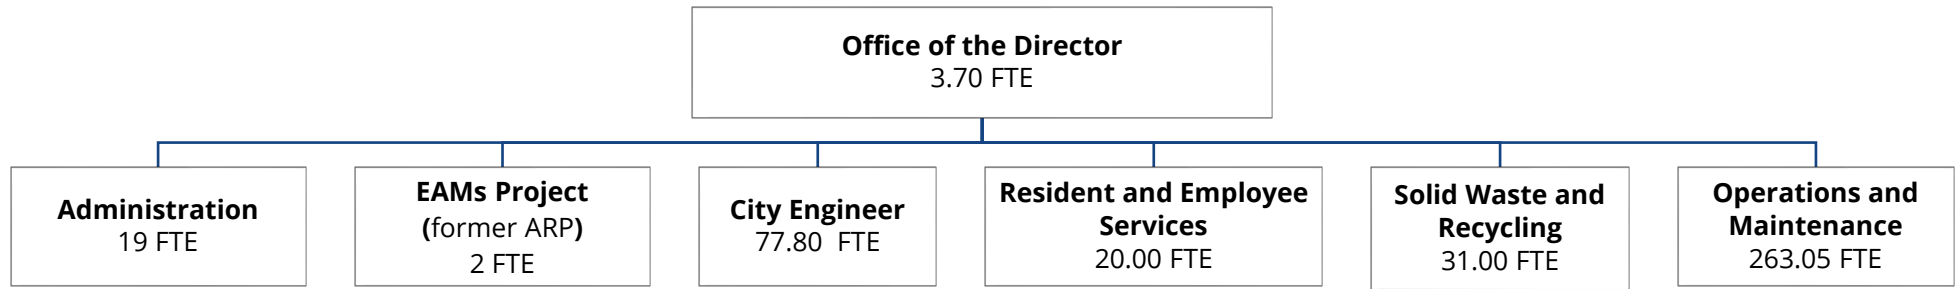 Office of the Director
3.70 FTE
Administration
19 FTE
EAMs Project
(former ARP)
2 FTE
City Engineer
77.80  FTE
Resident and Employee
Services
20.00 FTE
Solid Waste and
Recycling
31.00 FTE
Operations and
Maintenance
263.05 FTE